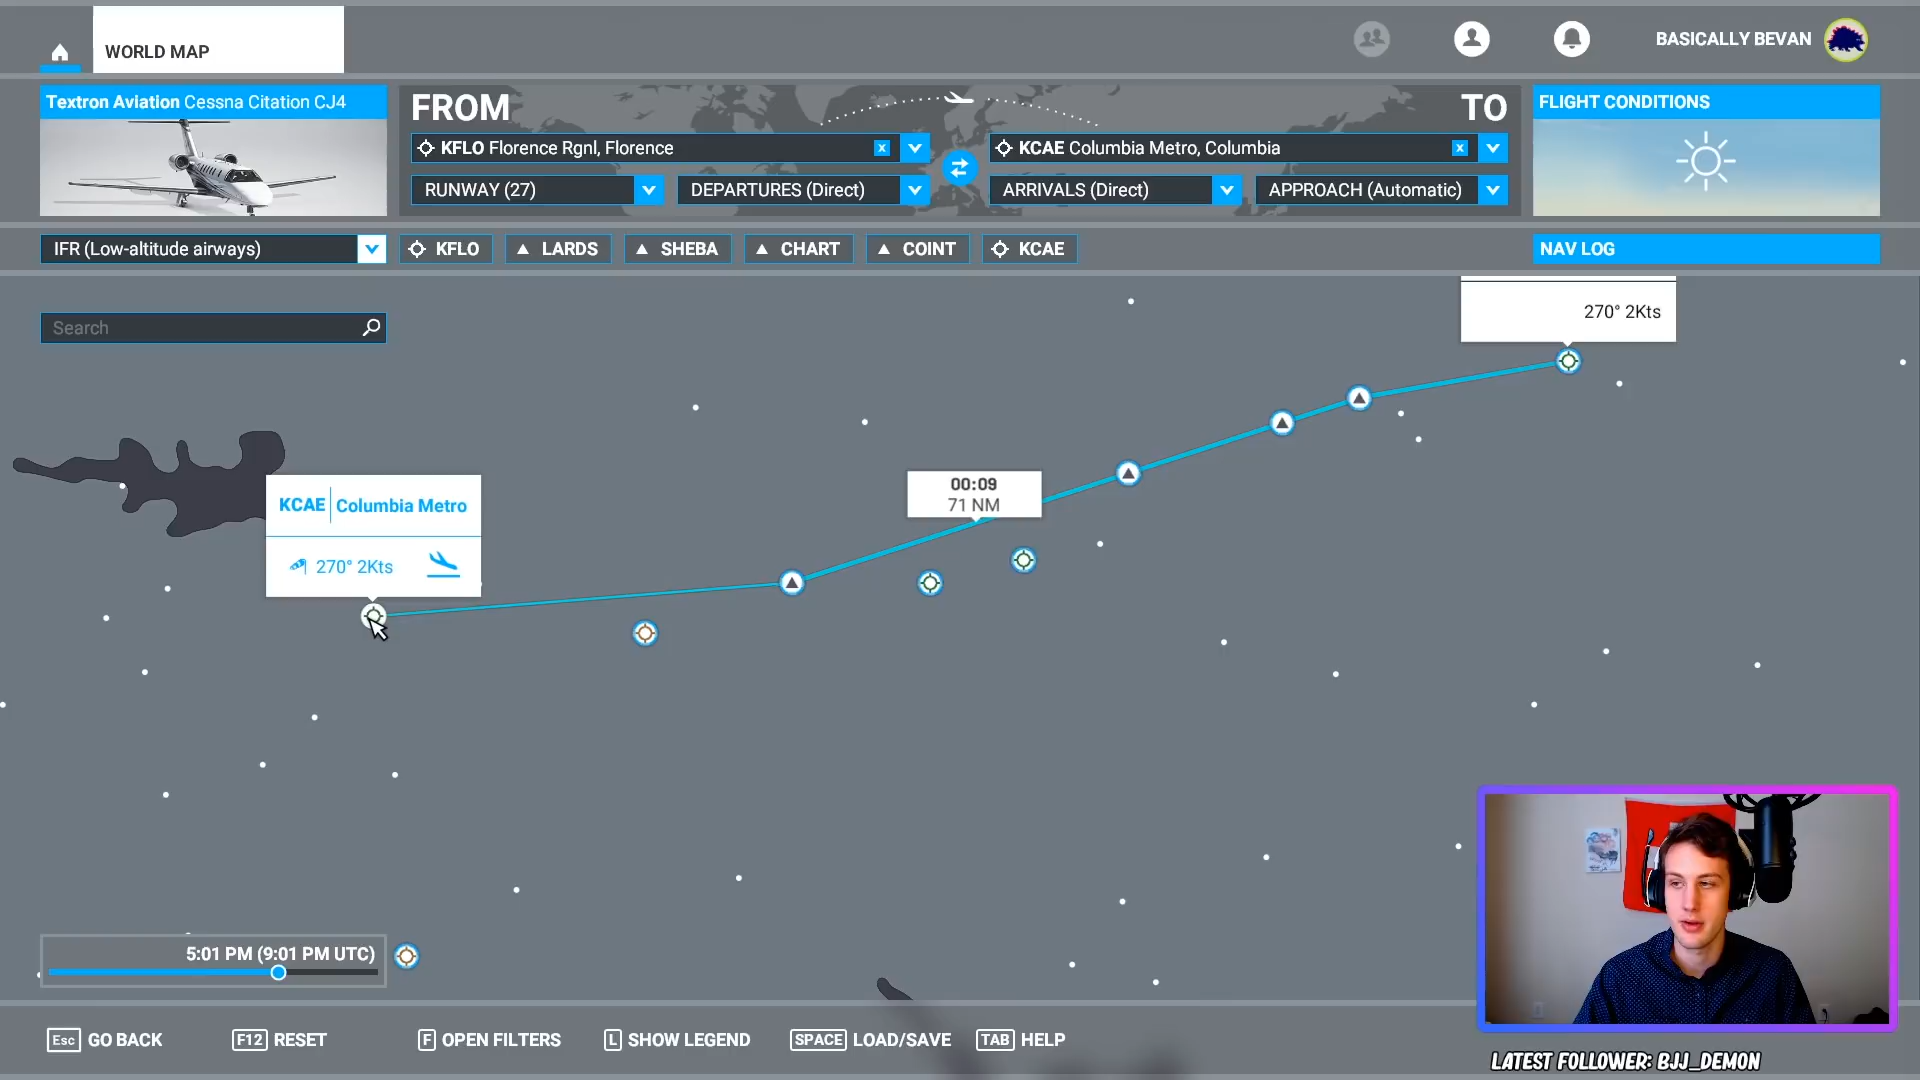 WORLD MAP
BASICALLY BEVAN
Textron Aviation Cessna Citation CJ4
FROM
TO
FLIGHT CONDITIONS
KFLO Florence Rgnl, Florence
x
KCAE Columbia Metro, Columbia
x
RUNWAY (27)
DEPARTURES (Direct)
ARRIVALS (Direct)
APPROACH (Automatic)
IFR (Low-altitude airways)
KFLO
LARDS
SHEBA
CHART
COINT
KCAE
NAV LOG
Search
270° 2Kts
KCAE Columbia Metro
270° 2Kts
00:09
71 NM
5:01 PM (9:01 PM UTC)
Esc GO BACK
F12 RESET
F OPEN FILTERS
L SHOW LEGEND
SPACE LOAD/SAVE
TAB HELP
LATEST FOLLOWER: BJJ_DEMON